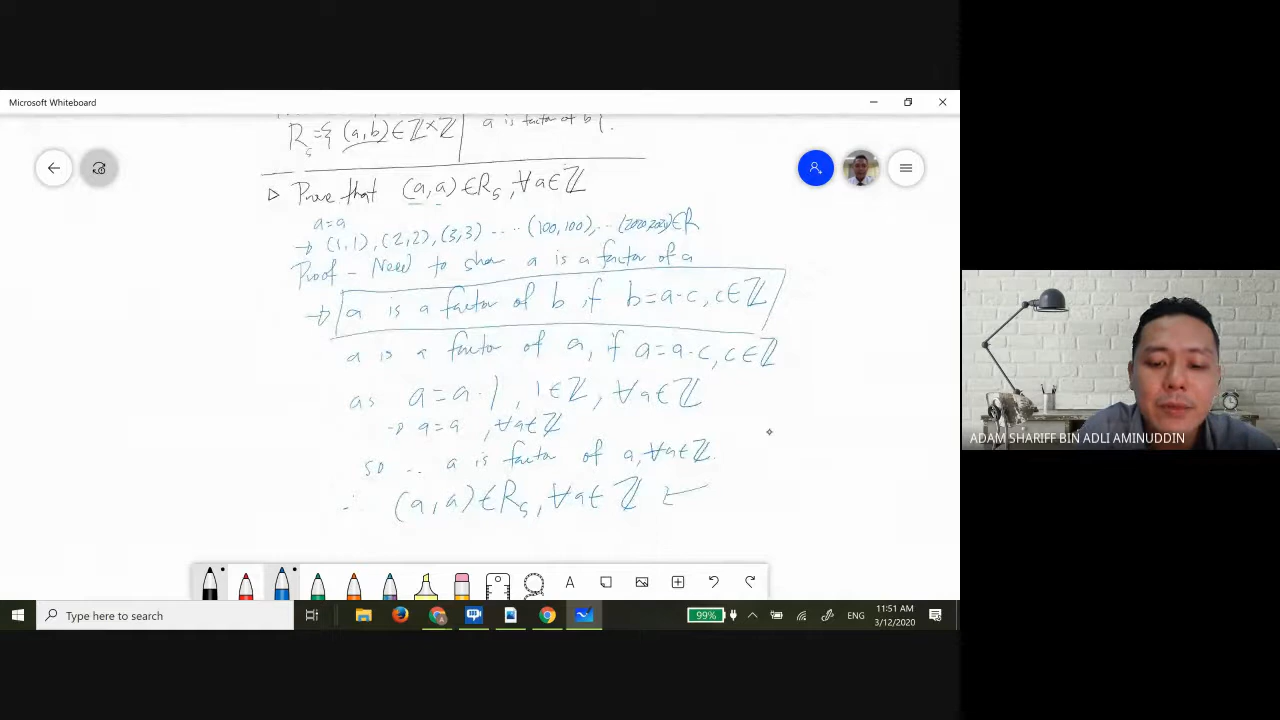 Microsoft Whiteboard
R₅={ (a,b)∈ℤ×ℤ | a is factor of b}.
▷ Prove that (a,a)∈R₅, ∀a∈ℤ
a=a
→ (1,1), (2,2), (3,3) .... (100,100), ... ∈R
Proof – Need to show a is a factor of a
→ a is a factor of b, if b=a·c, c∈ℤ
a is a factor of a, if a=a·c, c∈ℤ
as a=a·1, 1∈ℤ, ∀a∈ℤ
→ a=a, ∀a∈ℤ
so .. a is factor of a, ∀a∈ℤ.
∴ (a,a)∈R₅, ∀a∈ℤ
ADAM SHARIFF BIN ADLI AMINUDDIN
A
Type here to search
99%
ENG
11:51 AM
3/12/2020